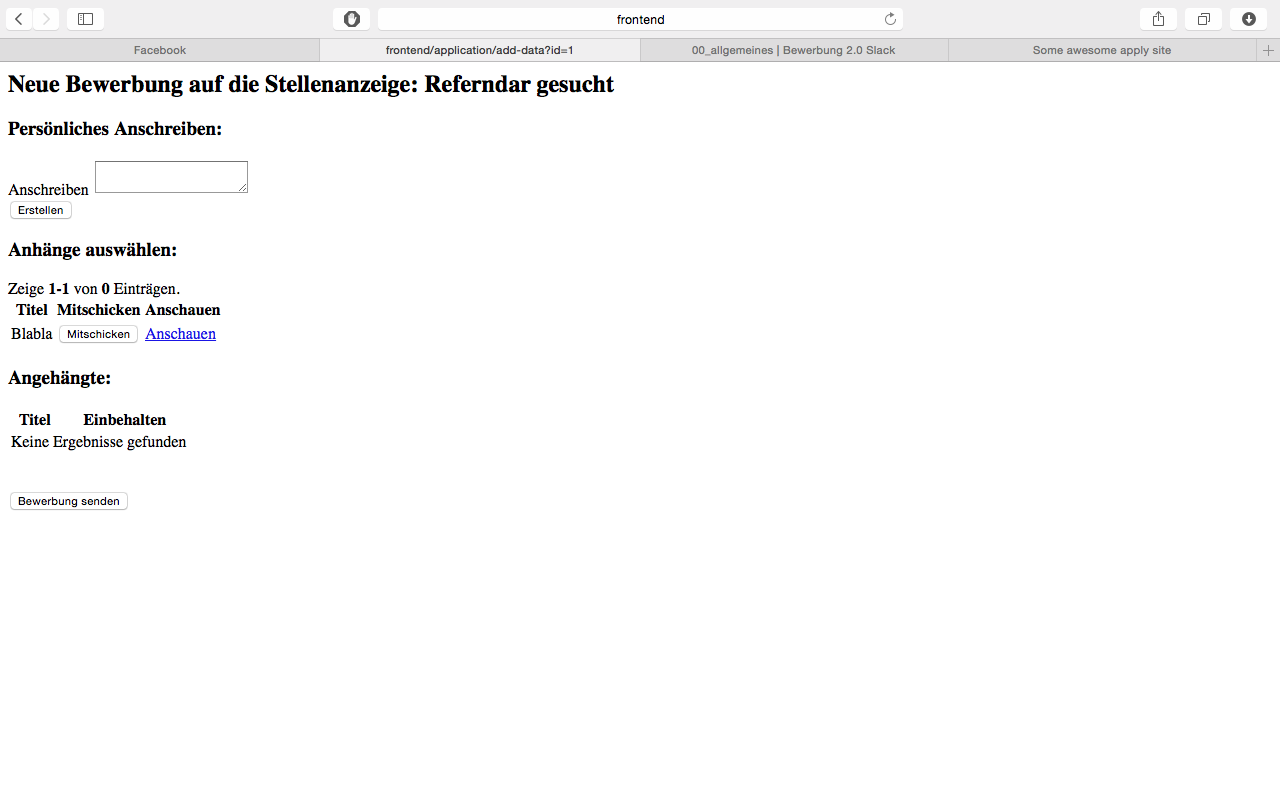 frontend
Facebook
frontend/application/add-data?id=1
00_allgemeines | Bewerbung 2.0 Slack
Some awesome apply site
Neue Bewerbung auf die Stellenanzeige: Referndar gesucht
Persönliches Anschreiben:
Anschreiben
Erstellen
Anhänge auswählen:
Zeige 1-1 von 0 Einträgen.
Titel Mitschicken Anschauen
Blabla Mitschicken Anschauen
Angehängte:
Titel Einbehalten
Keine Ergebnisse gefunden
Bewerbung senden